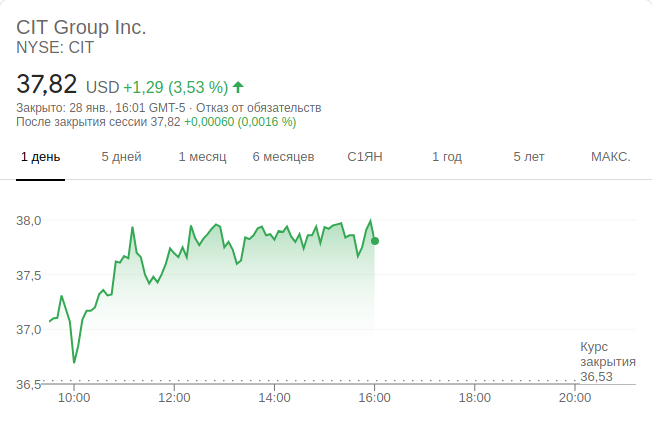 CIT Group Inc.
NYSE: CIT
37,82 USD +1,29 (3,53 %)
Закрыто: 28 янв., 16:01 GMT-5 · Отказ от обязательств
После закрытия сессии 37,82 +0,00060 (0,0016 %)
1 день 5 дней 1 месяц 6 месяцев С1ЯН 1 год 5 лет МАКС.
38,0
37,5
37,0
Курс
закрытия
36,53
36,5
10:00 12:00 14:00 16:00 18:00 20:00